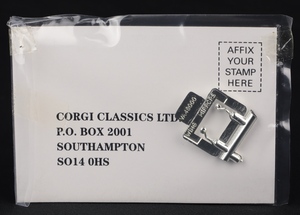 AFFIX
YOUR
STAMP
HERE
CORGI CLASSICS LTD
P.O. BOX 2001
SOUTHAMPTON
SO14 0HS